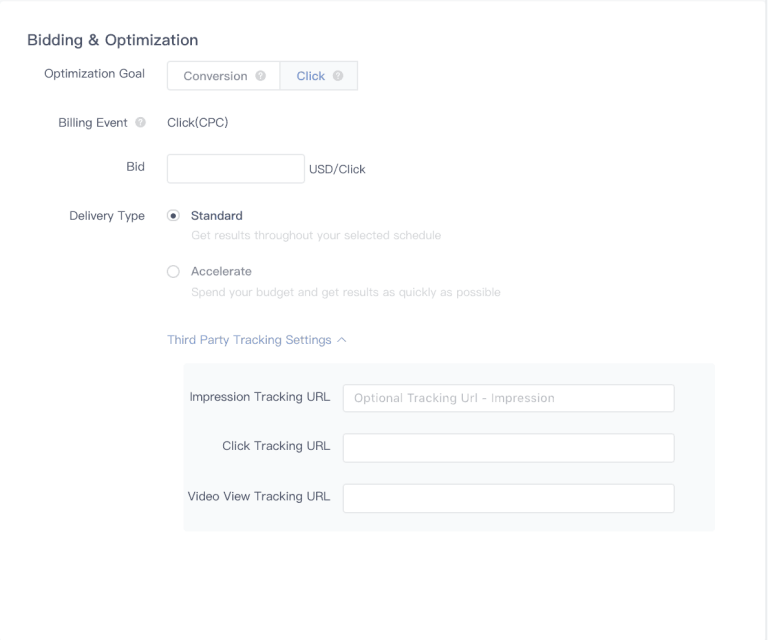 Bidding & Optimization
Optimization Goal Conversion ? Click ?
Billing Event ? Click(CPC)
Bid USD/Click
Delivery Type Standard
Get results throughout your selected schedule
Accelerate
Spend your budget and get results as quickly as possible
Third Party Tracking Settings
Impression Tracking URL Optional Tracking Url - Impression
Click Tracking URL
Video View Tracking URL